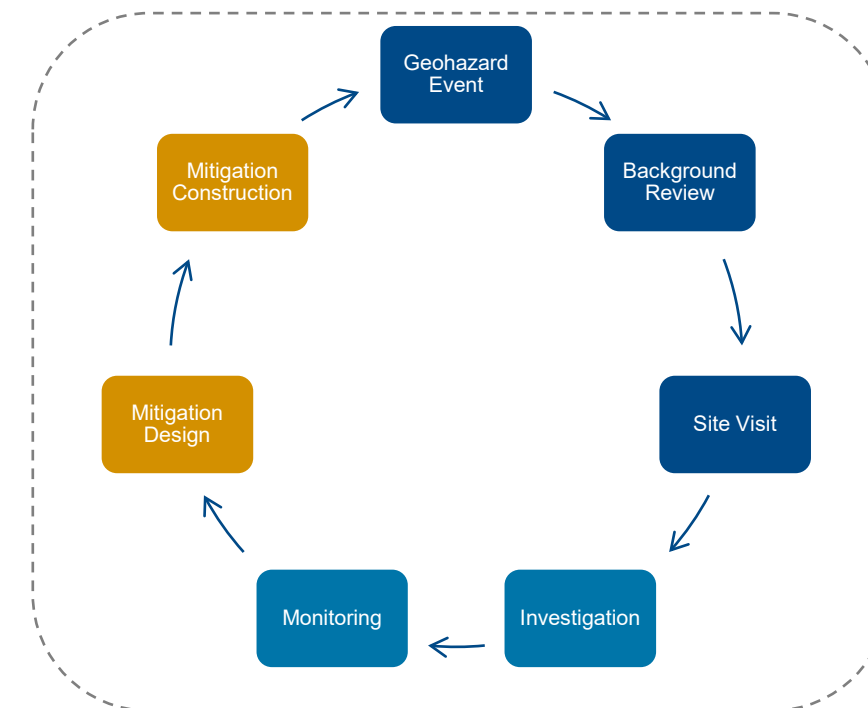 Geohazard
Event
Background
Review
Site Visit
Investigation
Monitoring
Mitigation
Design
Mitigation
Construction